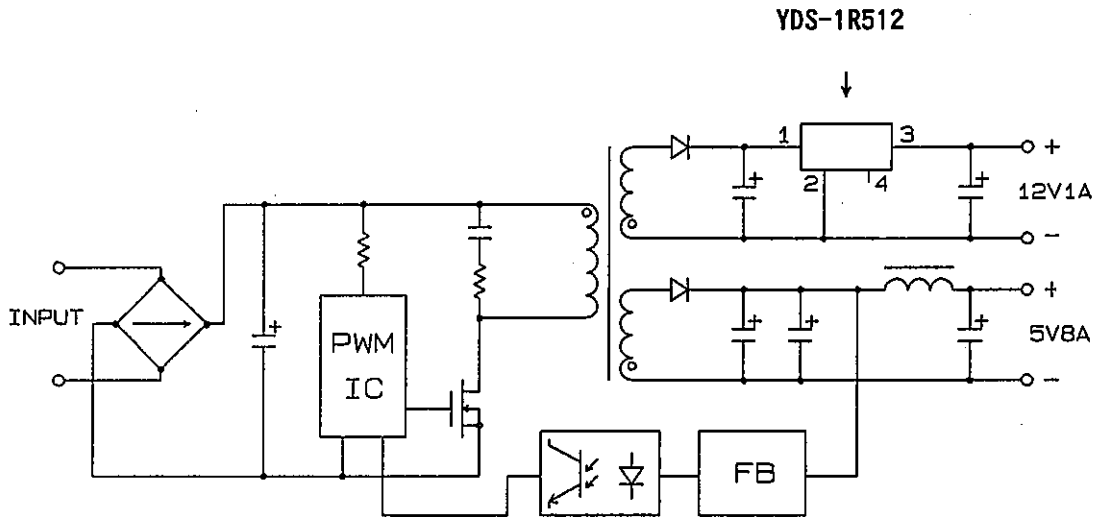 YDS-1R512
1
3
+
2
4
+
+
12V1A
-
+
INPUT
+
PWM
IC
+
+
+
5V8A
-
FB